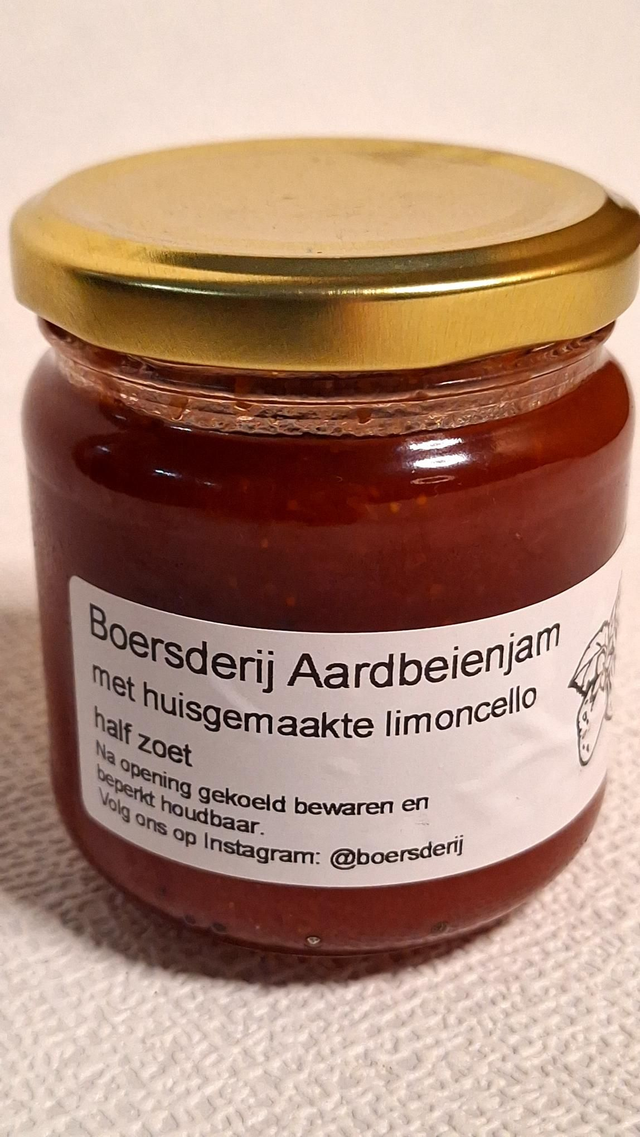 Boersderij Aardbeienjam
met huisgemaakte limoncello
half zoet
Na opening gekoeld bewaren en
beperkt houdbaar.
Volg ons op Instagram: @boersderij